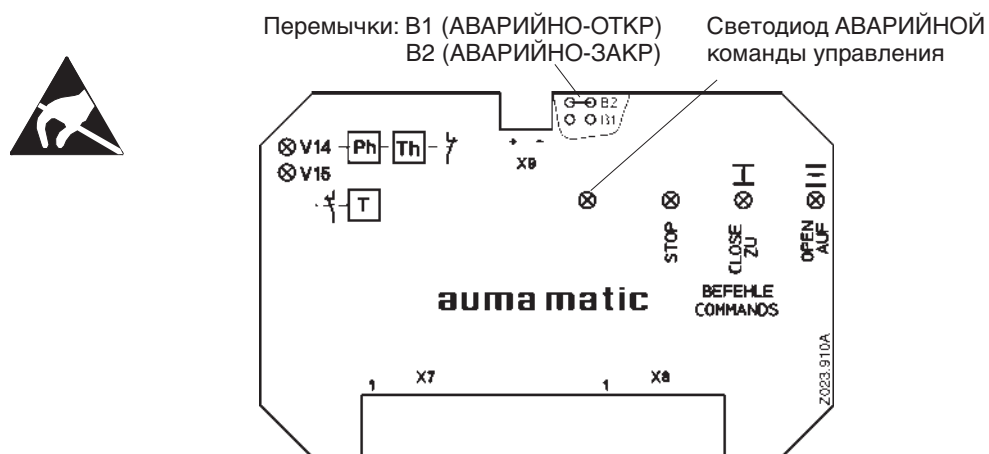 Перемычки: B1 (АВАРИЙНО-ОТКР)
B2 (АВАРИЙНО-ЗАКР)
Светодиод АВАРИЙНОЙ
команды управления
B2
B1
+ -
X9
V14 Ph Th
V15
T
STOP
CLOSE
ZU
OPEN
AUF
auma matic
BEFEHLE
COMMANDS
Z023.910A
1 X7
1 X8